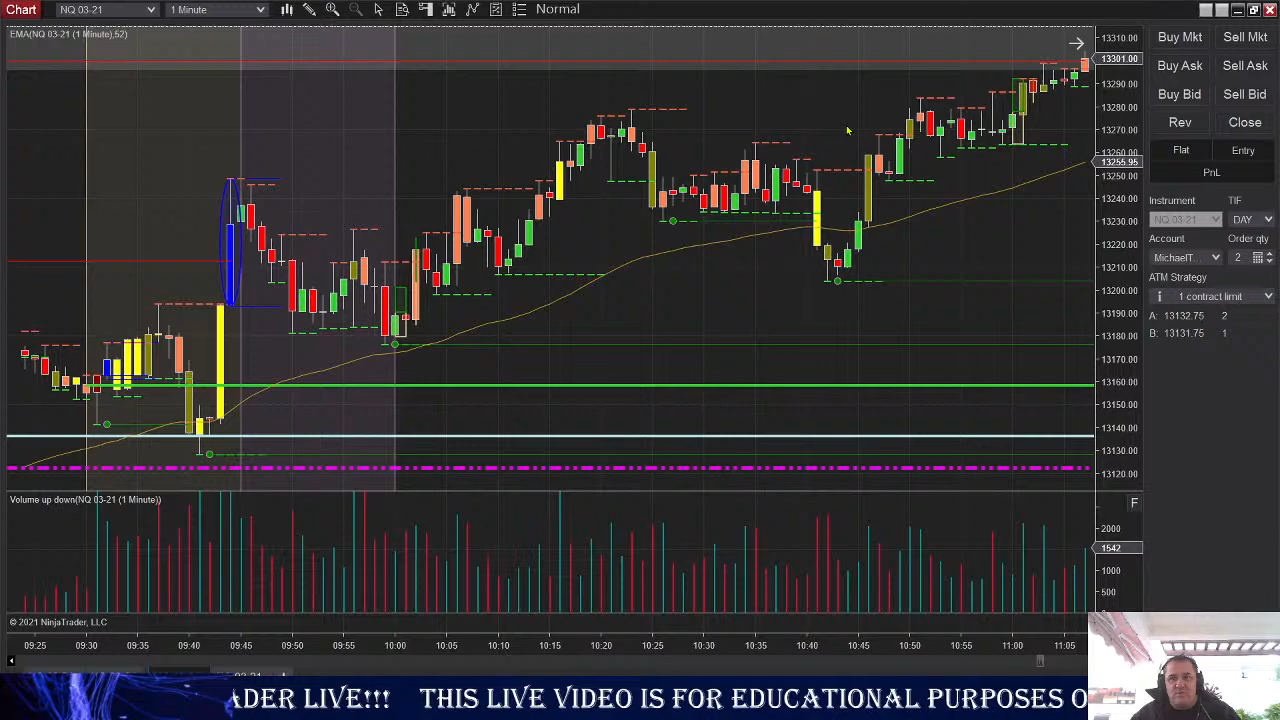 Chart NQ 03-21 1 Minute Normal
EMA(NQ 03-21 (1 Minute),52)
13310.00
13301.00
13290.00
13280.00
13270.00
13260.00
13255.95
13250.00
13240.00
13230.00
13220.00
13210.00
13200.00
13190.00
13180.00
13170.00
13160.00
13150.00
13140.00
13130.00
13120.00
Buy Mkt Sell Mkt
Buy Ask Sell Ask
Buy Bid Sell Bid
Rev Close
Flat Entry
PnL
Instrument TIF
NQ 03-21 DAY
Account Order qty
MichaelT... 2
ATM Strategy
1 contract limit
A: 13132.75 2
B: 13131.75 1
Volume up down(NQ 03-21 (1 Minute))
F
2000
1542
1000
500
© 2021 NinjaTrader, LLC
09:25 09:30 09:35 09:40 09:45 09:50 09:55 10:00 10:05 10:10 10:15 10:20 10:25 10:30 10:35 10:40 10:45 10:50 10:55 11:00 11:05
ADER LIVE!!! THIS LIVE VIDEO IS FOR EDUCATIONAL PURPOSES O